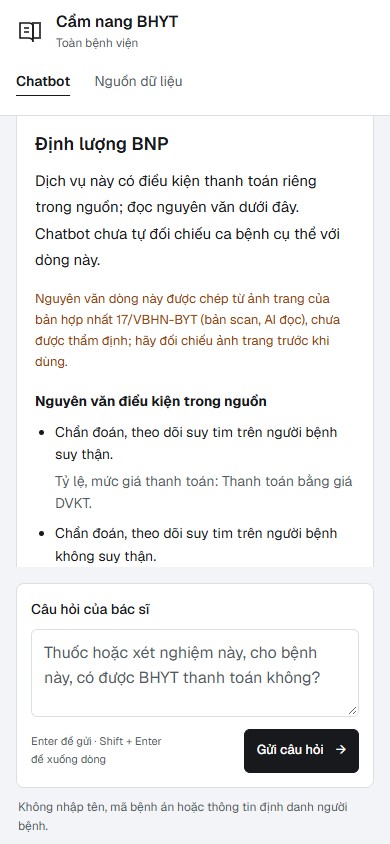 Cẩm nang BHYT
Toàn bệnh viện
Chatbot
Nguồn dữ liệu
Định lượng BNP
Dịch vụ này có điều kiện thanh toán riêng
trong nguồn; đọc nguyên văn dưới đây.
Chatbot chưa tự đối chiếu ca bệnh cụ thể với
dòng này.
Nguyên văn dòng này được chép từ ảnh trang của
bản hợp nhất 17/VBHN-BYT (bản scan, AI đọc), chưa
được thẩm định; hãy đối chiếu ảnh trang trước khi
dùng.
Nguyên văn điều kiện trong nguồn
• Chẩn đoán, theo dõi suy tim trên người bệnh
suy thận.
Tỷ lệ, mức giá thanh toán: Thanh toán bằng giá
DVKT.
• Chẩn đoán, theo dõi suy tim trên người bệnh
không suy thận.
Câu hỏi của bác sĩ
Thuốc hoặc xét nghiệm này, cho bệnh
này, có được BHYT thanh toán không?
Enter để gửi · Shift + Enter
để xuống dòng
Gửi câu hỏi →
Không nhập tên, mã bệnh án hoặc thông tin định danh người
bệnh.